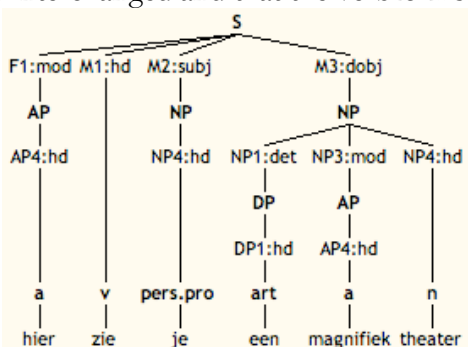 S
F1:mod M1:hd M2:subj M3:dobj
AP NP NP
AP4:hd NP4:hd NP1:det NP3:mod NP4:hd
DP AP
DP1:hd AP4:hd
a v pers.pro art a n
hier zie je een magnifiek theater